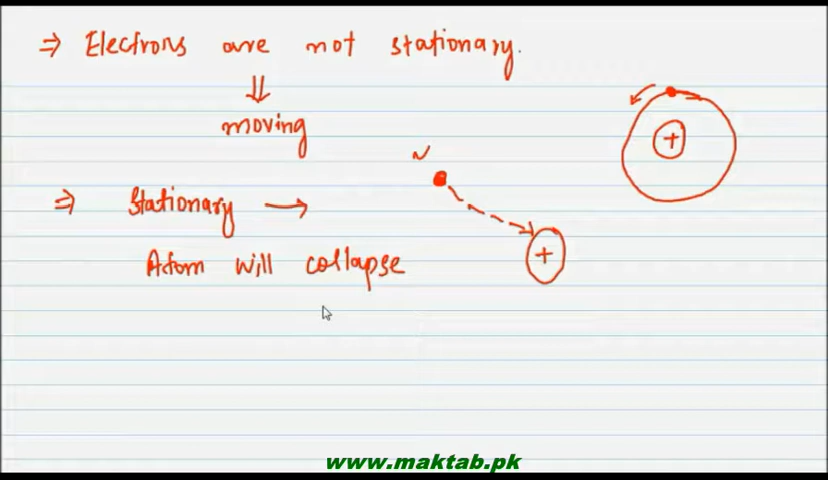 ⇒ Electrons are not stationary.
⇓
moving
⇒ Stationary →
Atom will collapse
+
+
www.maktab.pk